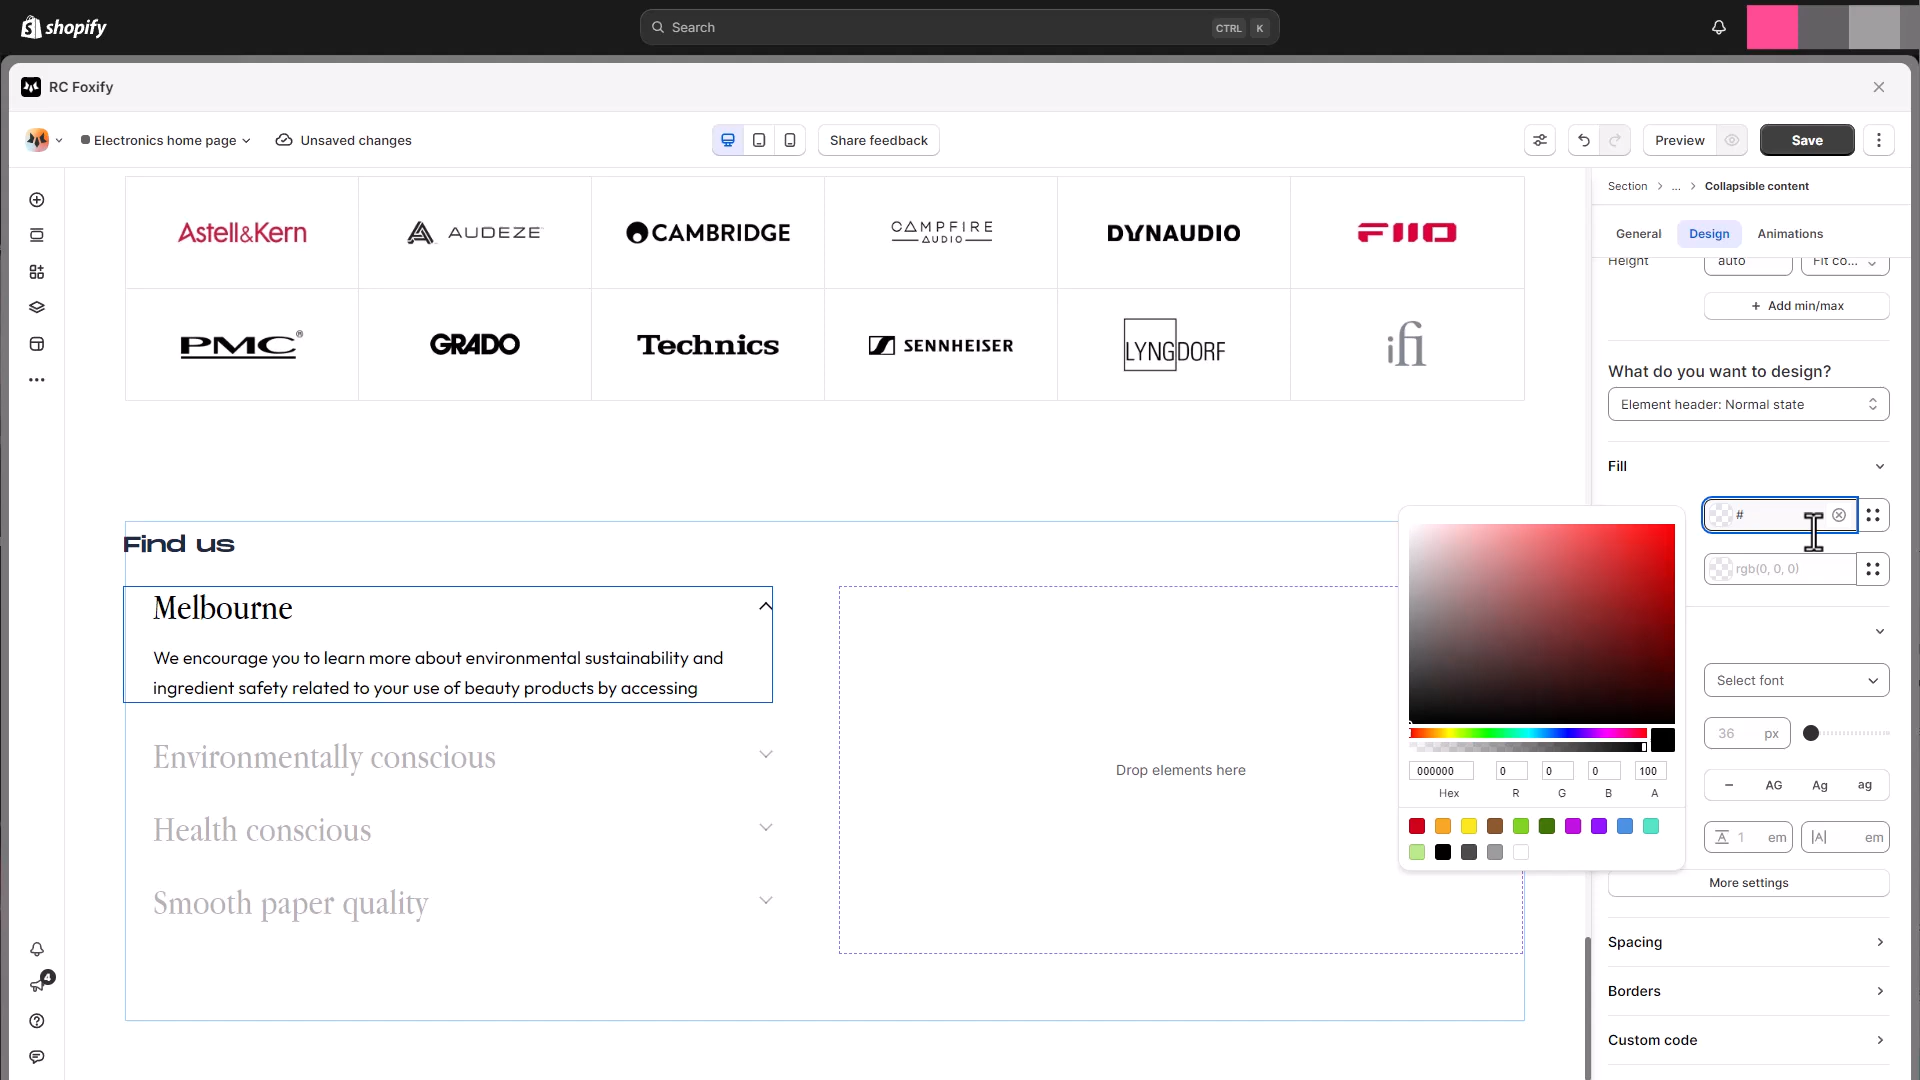 shopify
Search
CTRL K
RC Foxify
Electronics home page
Unsaved changes
Share feedback
Preview
Save
Section > ... > Collapsible content
General
Design
Animations
Height
auto
Fit co...
+ Add min/max
Astell&Kern
AUDEZE
CAMBRIDGE
CAMPFIRE
AUDIO
DYNAUDIO
FIIO
PMC®
GRADO
Technics
SENNHEISER
LYNGDORF
ifi
What do you want to design?
Element header: Normal state
Fill
#
rgb(0, 0, 0)
Find us
Melbourne
We encourage you to learn more about environmental sustainability and
ingredient safety related to your use of beauty products by accessing
Environmentally conscious
Health conscious
Smooth paper quality
Drop elements here
000000
0
0
0
100
Hex
R
G
B
A
Select font
36 px
–
AG
Ag
ag
A 1 em
|A| em
More settings
Spacing
Borders
Custom code
4